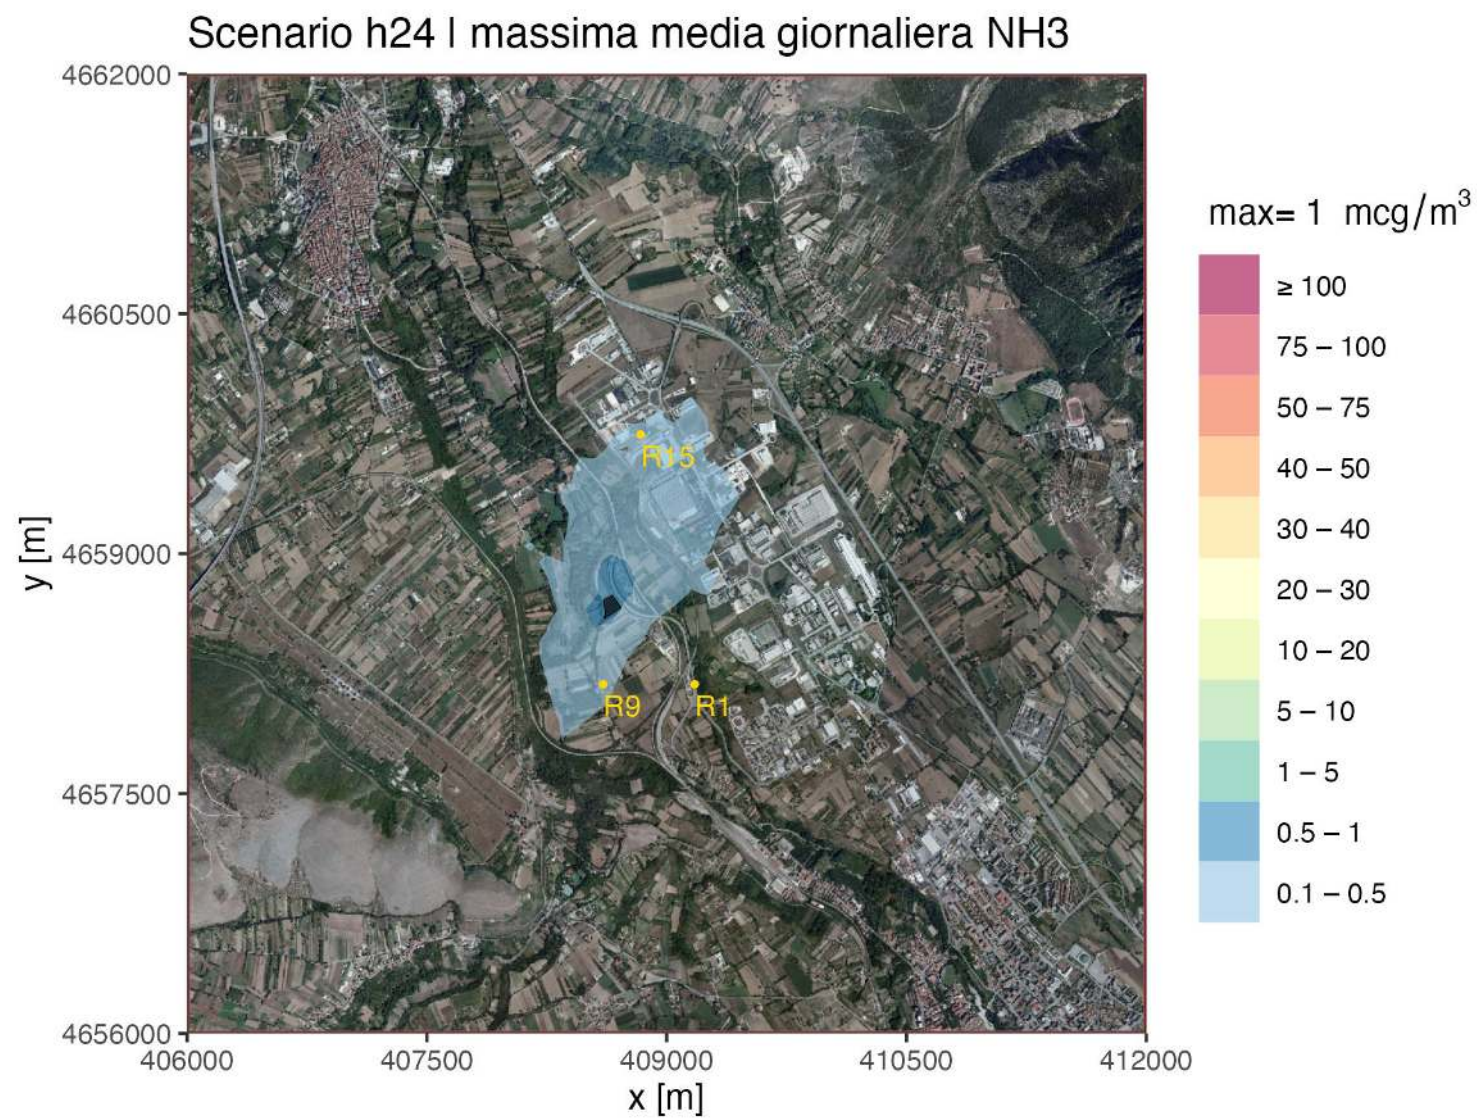 Scenario h24 | massima media giornaliera NH3
4662000
4660500
4659000
4657500
4656000
y [m]
R15
R9
R1
406000
407500
409000
410500
412000
x [m]
max= 1 mcg/m³
≥ 100
75 – 100
50 – 75
40 – 50
30 – 40
20 – 30
10 – 20
5 – 10
1 – 5
0.5 – 1
0.1 – 0.5